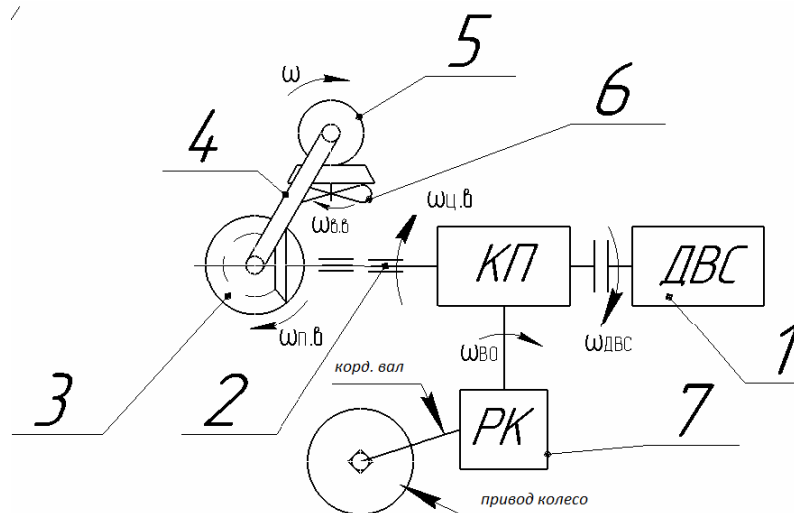 5
ω
6
4
ωц.в
ωв.в
КП
ДВС
ωп.в
ωВО
ωДВС
корд. вал
1
3
2
РК
7
привод колесо